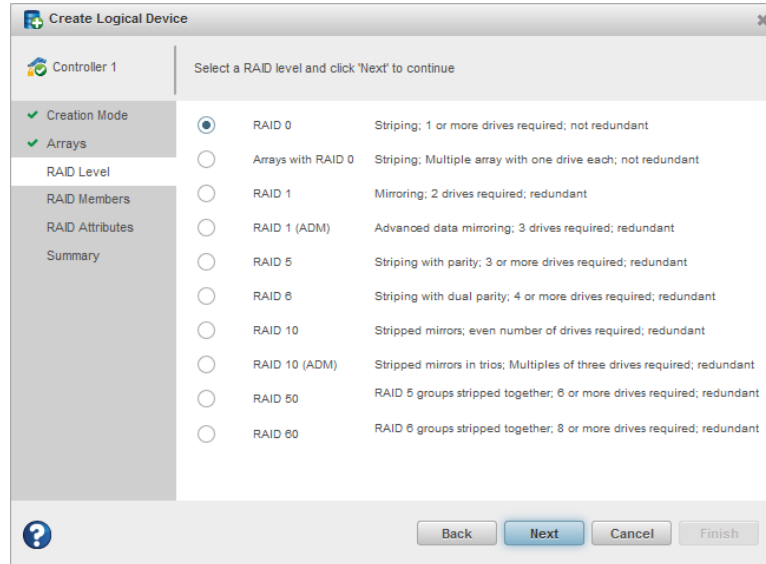 Create Logical Device
Controller 1
Select a RAID level and click 'Next' to continue
Creation Mode
Arrays
RAID Level
RAID Members
RAID Attributes
Summary
RAID 0 Striping; 1 or more drives required; not redundant
Arrays with RAID 0 Striping; Multiple array with one drive each; not redundant
RAID 1 Mirroring; 2 drives required; redundant
RAID 1 (ADM) Advanced data mirroring; 3 drives required; redundant
RAID 5 Striping with parity; 3 or more drives required; redundant
RAID 6 Striping with dual parity; 4 or more drives required; redundant
RAID 10 Stripped mirrors; even number of drives required; redundant
RAID 10 (ADM) Stripped mirrors in trios; Multiples of three drives required; redundant
RAID 50 RAID 5 groups stripped together; 6 or more drives required; redundant
RAID 60 RAID 6 groups stripped together; 8 or more drives required; redundant
?
Back Next Cancel Finish